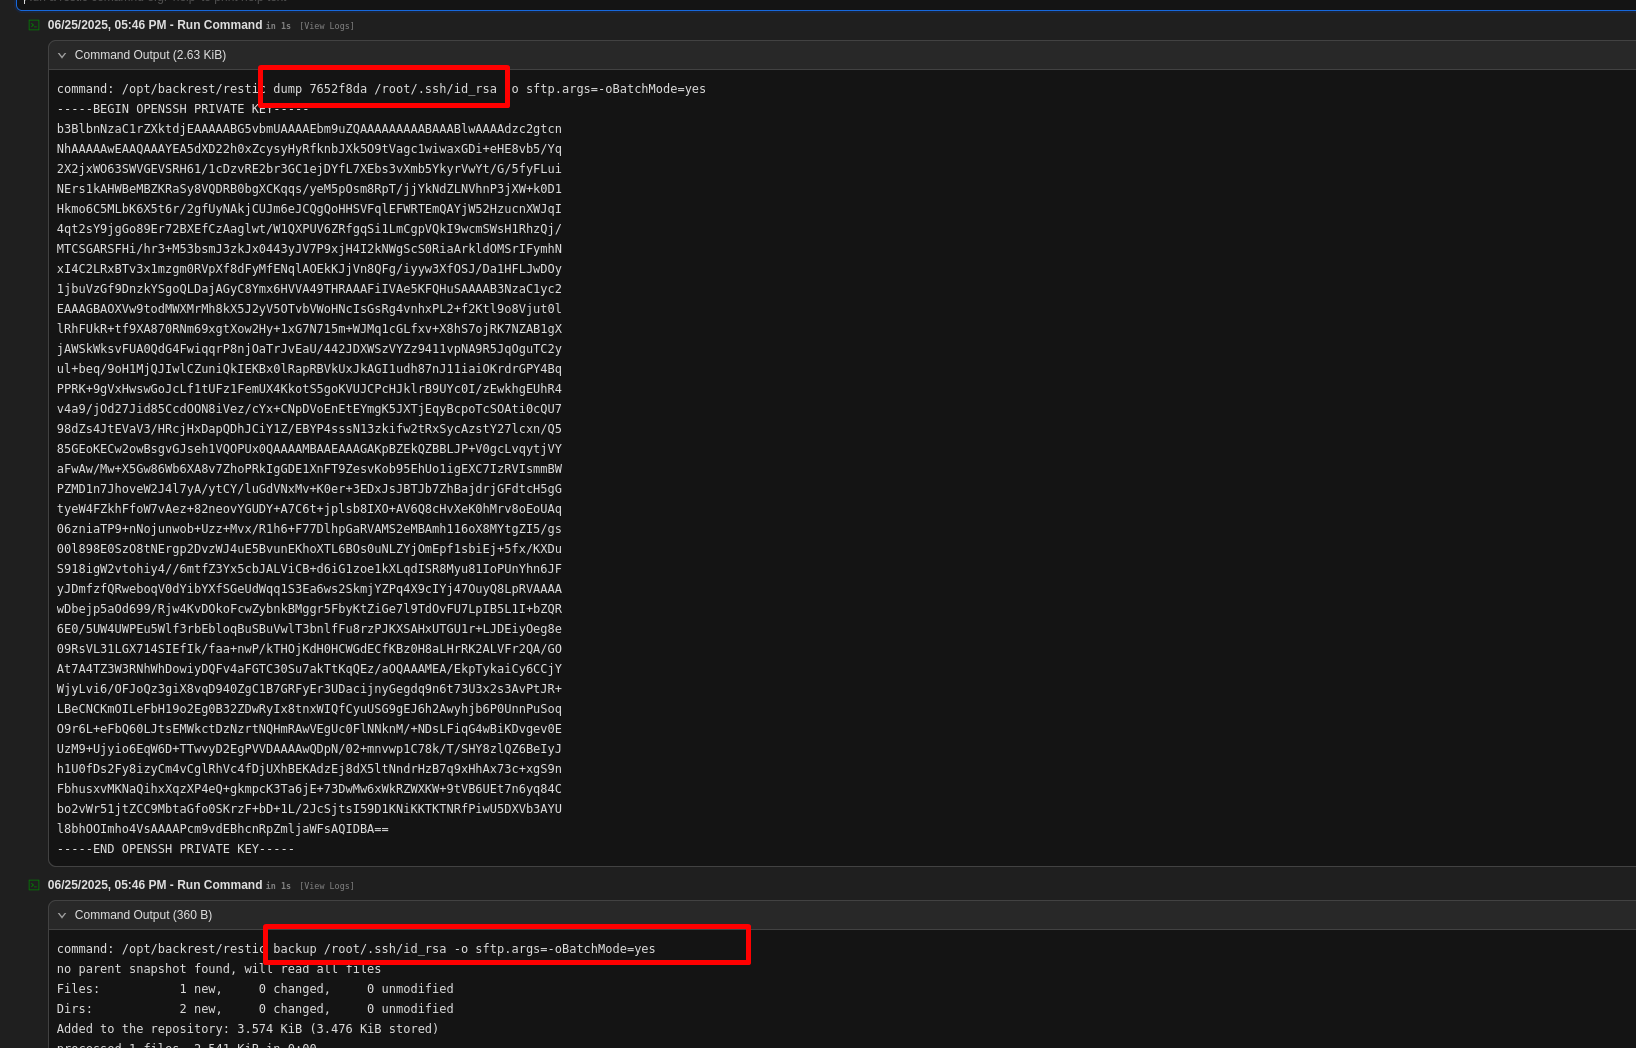 06/25/2025, 05:46 PM - Run Command in 1s [View Logs]
Command Output (2.63 KiB)
command: /opt/backrest/restic dump 7652f8da /root/.ssh/id_rsa o sftp.args=-oBatchMode=yes
-----BEGIN OPENSSH PRIVATE KEY-----
b3BlbnNzaC1rZXktdjEAAAAABG5vbmUAAAAEbm9uZQAAAAAAAAABAAABlwAAAAdzc2gtcn
NhAAAAAwEAAQAAAYEA5dXD22h0xZcysyHyRfknbJXk5O9tVagc1wiwaxGDi+eHE8vb5/Yq
2X2jxWO63SWVGEVSRH61/1cDzvRE2br3GC1ejDYfL7XEbs3vXmb5YkyrVwYt/G/5fyFLui
NErs1kAHWBeMBZKRaSy8VQDRB0bgXCKqqs/yeM5pOsm8RpT/jjYkNdZLNVhnP3jXW+k0D1
Hkmo6C5MLbK6X5t6r/2gfUyNAkjCUJm6eJCQgQoHHSVFqlEFWRTEmQAYjW52HzucnXWJqI
4qt2sY9jgGo89Er72BXEfCzAaglwt/W1QXPUV6ZRfgqSi1LmCgpVQkI9wcmSWsH1RhzQj/
MTCSGARSFHi/hr3+M53bsmJ3zkJx0443yJV7P9xjH4I2kNWgScS0RiaArkldOMSrIFymhN
xI4C2LRxBTv3x1mzgm0RVpXf8dFyMfENqlAOEkKJjVn8QFg/iyyw3XfOSJ/Da1HFLJwDOy
1jbuVzGf9DnzkYSgoQLDajAGyC8Ymx6HVVA49THRAAAFiIVAe5KFQHuSAAAAB3NzaC1yc2
EAAAGBAOXVw9todMWXMrMh8kX5J2yV5OTvbVWoHNcIsGsRg4vnhxPL2+f2Ktl9o8Vjut0l
lRhFUkR+tf9XA870RNm69xgtXow2Hy+1xG7N715m+WJMq1cGLfxv+X8hS7ojRK7NZAB1gX
jAWSkWksvFUA0QdG4FwiqqrP8njOaTrJvEaU/442JDXWSzVYZz9411vpNA9R5JqOguTC2y
ul+beq/9oH1MjQJIwlCZuniQkIEKBx0lRapRBVkUxJkAGI1udh87nJ11iaiOKrdrGPY4Bq
PPRK+9gVxHwswGoJcLf1tUFz1FemUX4KkotS5goKVUJCPcHJklrB9UYc0I/zEwkhgEUhR4
v4a9/jOd27Jid85CcdOON8iVez/cYx+CNpDVoEnEtEYmgK5JXTjEqyBcpoTcSOAti0cQU7
98dZs4JtEVaV3/HRcjHxDapQDhJCiY1Z/EBYP4sssN13zkifw2tRxSycAzstY27lcxn/Q5
85GEoKECw2owBsgvGJseh1VQOPUx0QAAAAMBAAEAAAGAKpBZEkQZBBLJP+V0gcLvqytjVY
aFwAw/Mw+X5Gw86Wb6XA8v7ZhoPRkIgGDE1XnFT9ZesvKob95EhUo1igEXC7IzRVIsmmBW
PZMD1n7JhoveW2J4l7yA/ytCY/luGdVNxMv+K0er+3EDxJsJBTJb7ZhBajdrjGFdtcH5gG
tyeW4FZkhFfoW7vAez+82neovYGUDY+A7C6t+jplsb8IXO+AV6Q8cHvXeK0hMrv8oEoUAq
06zniaTP9+nNojunwob+Uzz+Mvx/R1h6+F77DlhpGaRVAMS2eMBAmh116oX8MYtgZI5/gs
00l898E0SzO8tNErgp2DvzWJ4uE5BvunEKhoXTL6BOs0uNLZYjOmEpf1sbiEj+5fx/KXDu
S918igW2vtohiy4//6mtfZ3Yx5cbJALViCB+d6iG1zoe1kXLqdISR8Myu81IoPUnYhn6JF
yJDmfzfQRweboqV0dYibYXfSGeUdWqq1S3Ea6ws2SkmjYZPq4X9cIYj47OuyQ8LpRVAAAA
wDbejp5aOd699/Rjw4KvDOkoFcwZybnkBMggr5FbyKtZiGe7l9TdOvFU7LpIB5L1I+bZQR
6E0/5UW4UWPEu5Wlf3rbEbloqBuSBuVwlT3bnlfFu8rzPJKXSAHxUTGU1r+LJDEiyOeg8e
09RsVL31LGX714SIEfIk/faa+nwP/kTHOjKdH0HCWGdECfKBz0H8aLHrRK2ALVFr2QA/GO
At7A4TZ3W3RNhWhDowiyDQFv4aFGTC30Su7akTtKqQEz/aOQAAAMEA/EkpTykaiCy6CCjY
WjyLvi6/OFJoQz3giX8vqD940ZgC1B7GRFyEr3UDacijnyGegdq9n6t73U3x2s3AvPtJR+
LBeCNCKmOILeFbH19o2Eg0B32ZDwRyIx8tnxWIQfCyuUSG9gEJ6h2Awyhjb6P0UnnPuSoq
O9r6L+eFbQ60LJtsEMWkctDzNzrtNQHmRAwVEgUc0FlNNknM/+NDsLFiqG4wBiKDvgev0E
UzM9+Ujyio6EqW6D+TTwvyD2EgPVVDAAAAwQDpN/02+mnvwp1C78k/T/SHY8zlQZ6BeIyJ
h1U0fDs2Fy8izyCm4vCglRhVc4fDjUXhBEKAdzEj8dX5ltNndrHzB7q9xHhAx73c+xgS9n
FbhusxvMKNaQihxXqzXP4eQ+gkmpcK3Ta6jE+73DwMw6xWkRZWXKW+9tVB6UEt7n6yq84C
bo2vWr51jtZCC9MbtaGfo0SKrzF+bD+1L/2JcSjtsI59D1KNiKKTKTNRfPiwU5DXVb3AYU
l8bhOOImho4VsAAAAPcm9vdEBhcnRpZmljaWFsAQIDBA==
-----END OPENSSH PRIVATE KEY-----
06/25/2025, 05:46 PM - Run Command in 1s [View Logs]
Command Output (360 B)
command: /opt/backrest/restic backup /root/.ssh/id_rsa -o sftp.args=-oBatchMode=yes
no parent snapshot found, will read all files
Files: 1 new, 0 changed, 0 unmodified
Dirs: 2 new, 0 changed, 0 unmodified
Added to the repository: 3.574 KiB (3.476 KiB stored)
processed 1 files, 2.541 KiB in 0:00